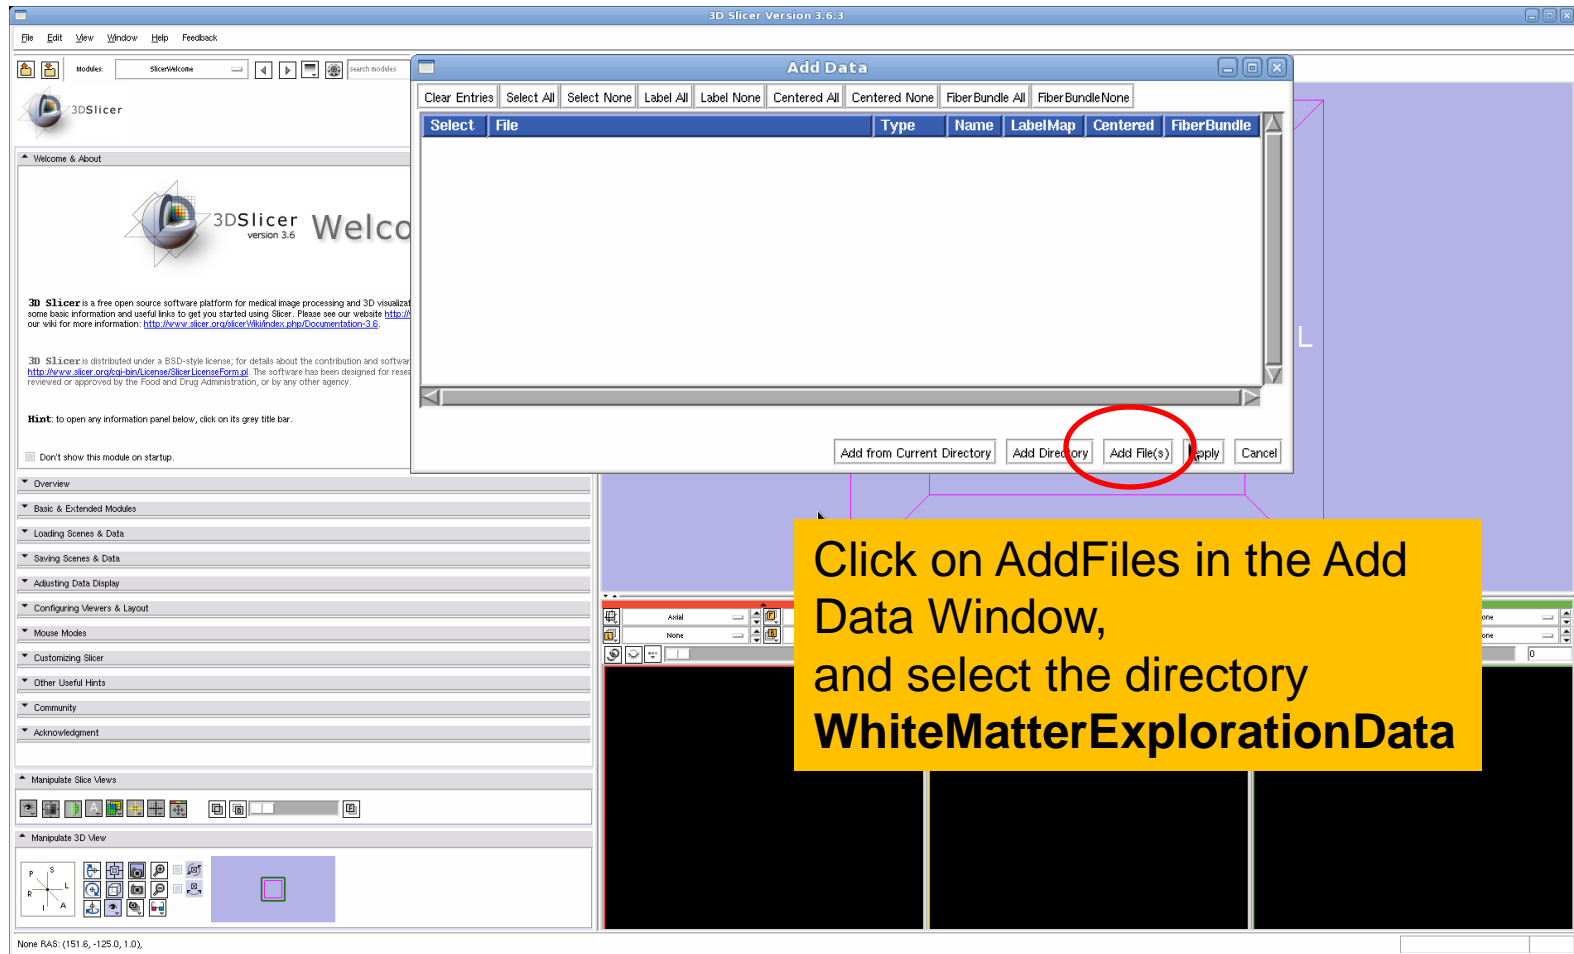 3D Slicer Version 3.6.3
File Edit View Window Help Feedback
Modules: SlicerWelcome search modules
3DSlicer
Welcome & About
3DSlicer
version 3.6
Welco
3D Slicer is a free open source software platform for medical image processing and 3D visualizat
some basic information and useful links to get you started using Slicer. Please see our website http://
our wiki for more information: http://www.slicer.org/slicerWiki/index.php/Documentation-3.6.
3D Slicer is distributed under a BSD-style license; for details about the contribution and softwar
http://www.slicer.org/cgi-bin/License/SlicerLicenseForm.pl. The software has been designed for resea
reviewed or approved by the Food and Drug Administration, or by any other agency.
Hint: to open any information panel below, click on its grey title bar.
Don't show this module on startup.
Overview
Basic & Extended Modules
Loading Scenes & Data
Saving Scenes & Data
Adjusting Data Display
Configuring Viewers & Layout
Mouse Modes
Customizing Slicer
Other Useful Hints
Community
Acknowledgment
Manipulate Slice Views
Manipulate 3D View
P S
R L
I A
None RAS: (151.6, -125.0, 1.0),
Add Data
Clear Entries Select All Select None Label All Label None Centered All Centered None FiberBundle All FiberBundleNone
Select File Type Name LabelMap Centered FiberBundle
Add from Current Directory Add Directory Add File(s) Apply Cancel
L
Axial
None
one
one
0
Click on AddFiles in the Add
Data Window,
and select the directory
WhiteMatterExplorationData